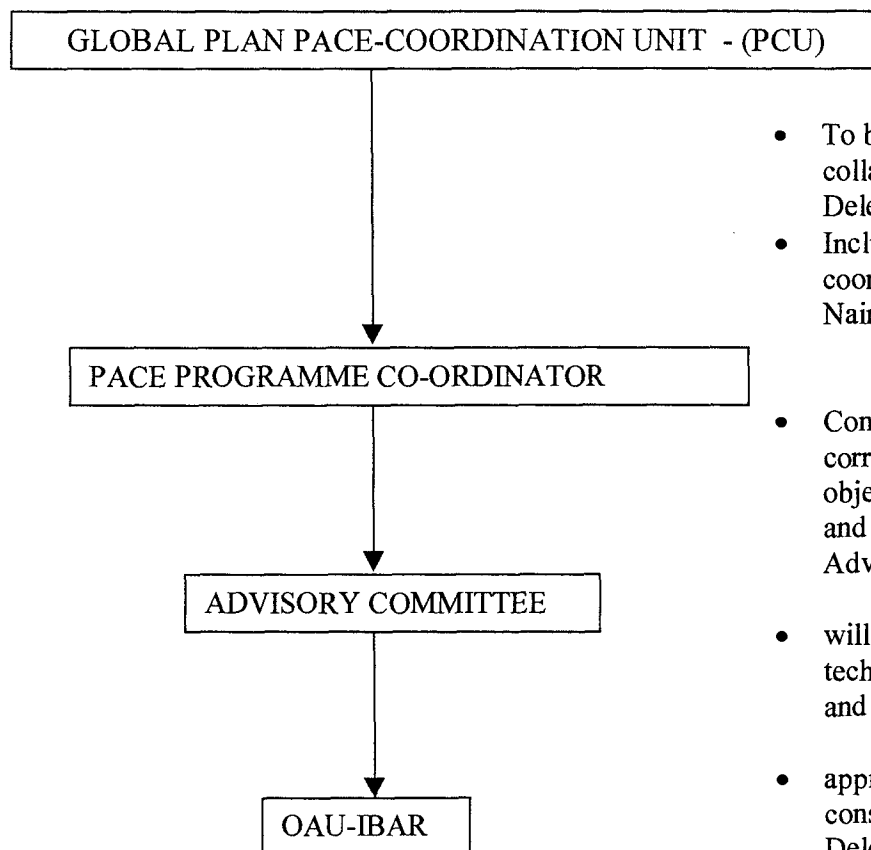 GLOBAL PLAN PACE-COORDINATION UNIT - (PCU)
• To b
colla
Dele
• Incl
coor
Nair
PACE PROGRAMME CO-ORDINATOR
• Con
corr
obje
and
Adv
ADVISORY COMMITTEE
• will
tech
and
• appr
cons
Dele
OAU-IBAR